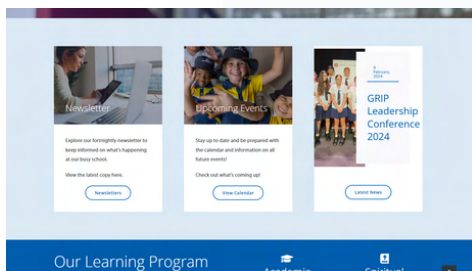 Newsletter
Explore our fortnightly newsletter to
keep informed on what's happening
at our busy school.
View the latest copy here.
Newsletters
Upcoming Events
Stay up to date and be prepared with
the calendar and information on all
future events!
Check out what's coming up!
View Calendar
9
February,
2024
GRIP
Leadership
Conference
2024
Latest News
Our Learning Program
Academic
Spiritual